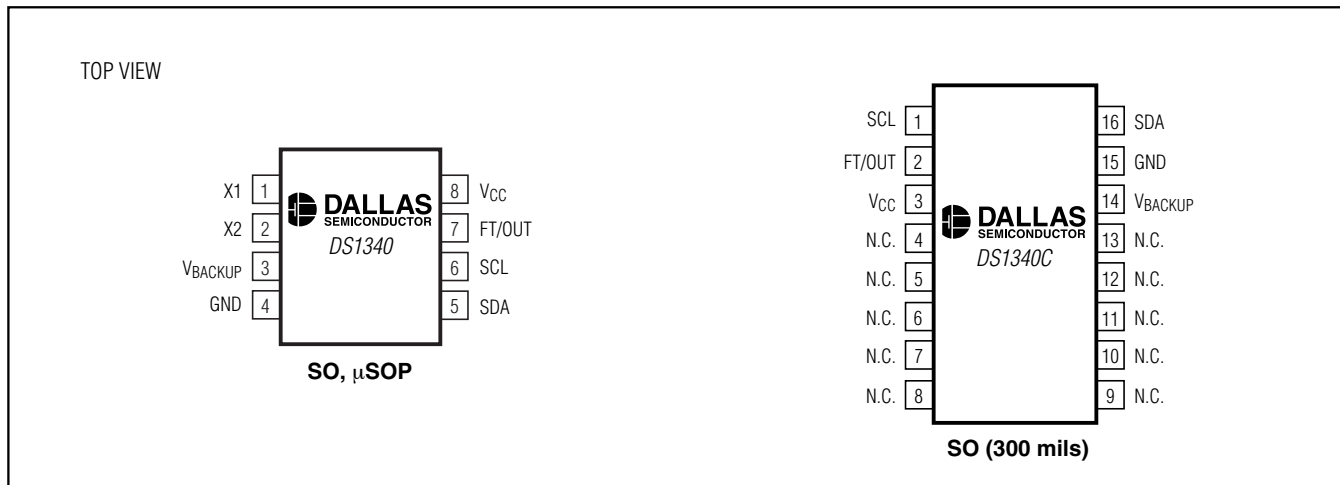 TOP VIEW
X1 1
X2 2
VBACKUP 3
GND 4
DALLAS
SEMICONDUCTOR
DS1340
8 VCC
7 FT/OUT
6 SCL
5 SDA
SO, μSOP
SCL 1
FT/OUT 2
VCC 3
N.C. 4
N.C. 5
N.C. 6
N.C. 7
N.C. 8
DALLAS
SEMICONDUCTOR
DS1340C
16 SDA
15 GND
14 VBACKUP
13 N.C.
12 N.C.
11 N.C.
10 N.C.
9 N.C.
SO (300 mils)